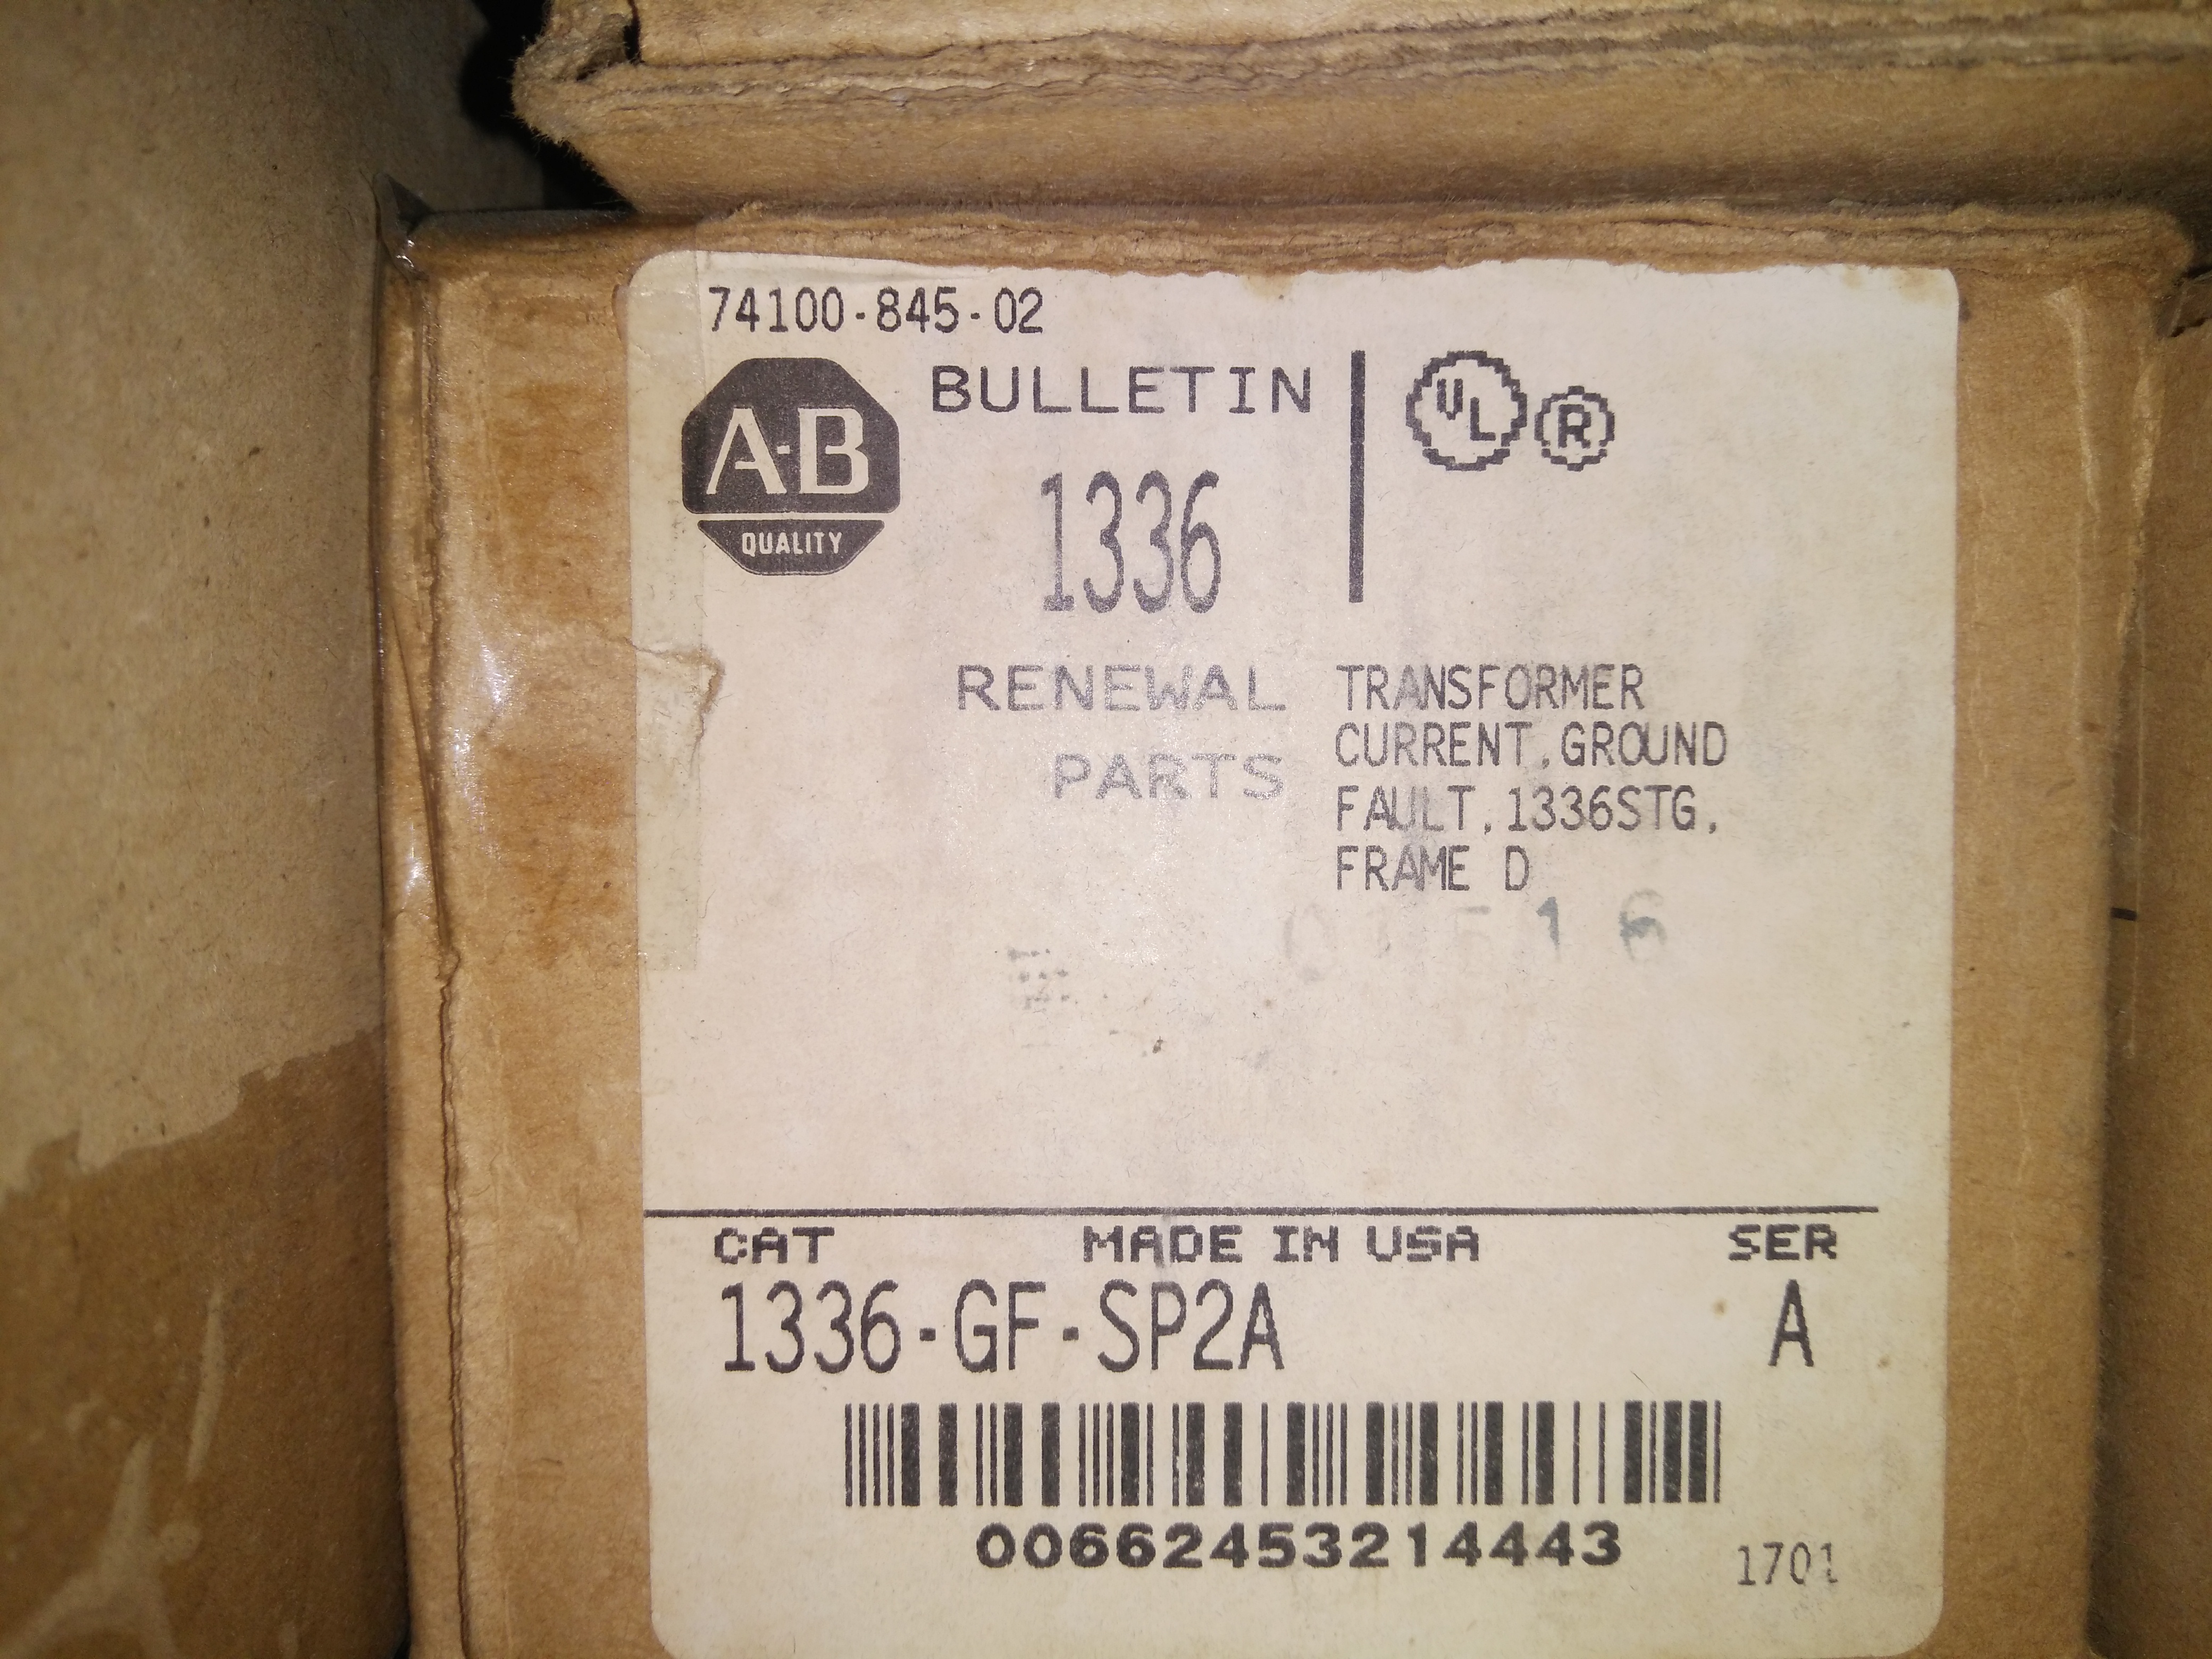 74100-845-02
A-B
QUALITY
BULLETIN
1336
UL R
RENEWAL
PARTS
TRANSFORMER
CURRENT,GROUND
FAULT,1336STG,
FRAME D
CAT MADE IN USA SER
1336-GF-SP2A A
00662453214443
1701